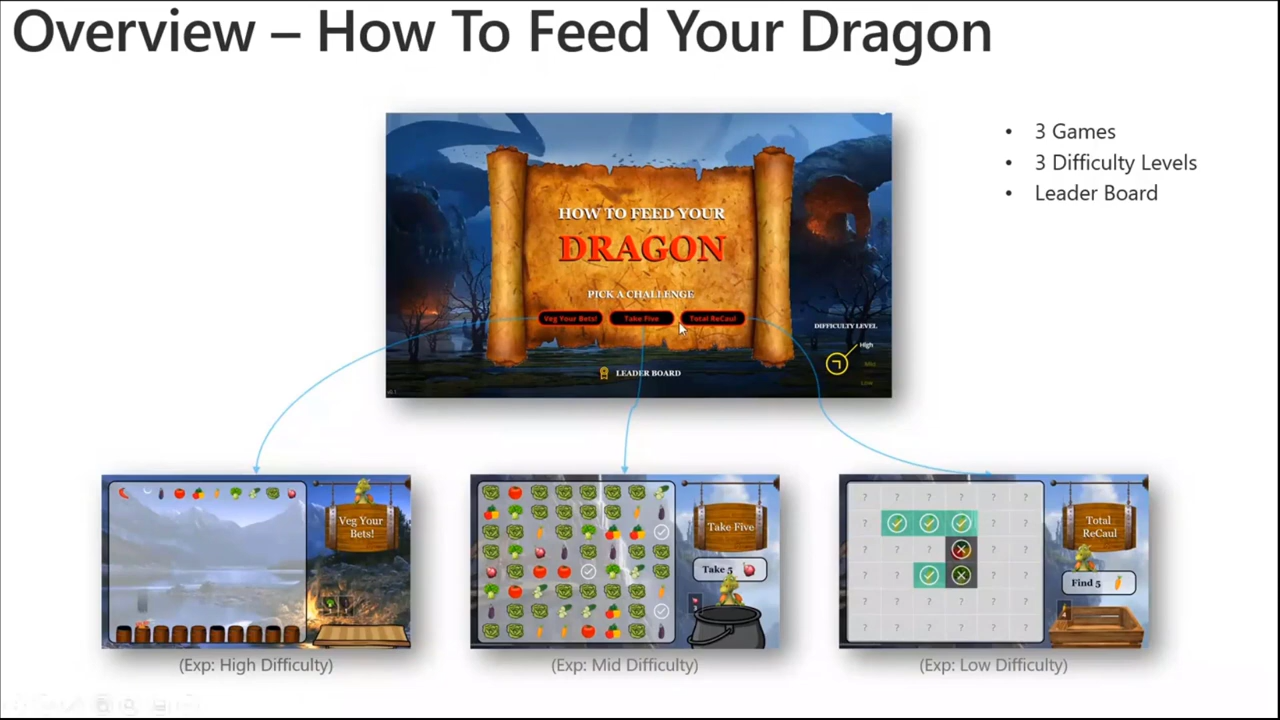 Overview – How To Feed Your Dragon
• 3 Games
• 3 Difficulty Levels
• Leader Board
HOW TO FEED YOUR
DRAGON
PICK A CHALLENGE
Veg Your Bets!
Take Five
Total ReCaul
DIFFICULTY LEVEL
High
MID
LOW
LEADER BOARD
Veg Your
Bets!
Take Five
Take 5
Total
ReCaul
Find 5
? ? ? ? ? ?
? ?
? ? ? ? ?
? ? ? ?
? ? ? ? ? ?
? ? ? ? ? ?
(Exp: High Difficulty)
(Exp: Mid Difficulty)
(Exp: Low Difficulty)